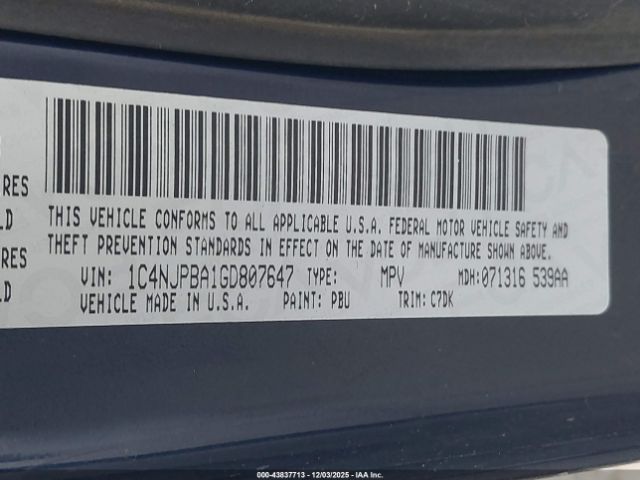 RES
LD
RES
LD
THIS VEHICLE CONFORMS TO ALL APPLICABLE U.S.A. FEDERAL MOTOR VEHICLE SAFETY AND
THEFT PREVENTION STANDARDS IN EFFECT ON THE DATE OF MANUFACTURE SHOWN ABOVE.
VIN: 1C4NJPBA1GD807647 TYPE: MPV MDH:071316 539AA
VEHICLE MADE IN U.S.A. PAINT: PBU TRIM: C7DK
000-43837713 - 12/03/2025 - IAA Inc.